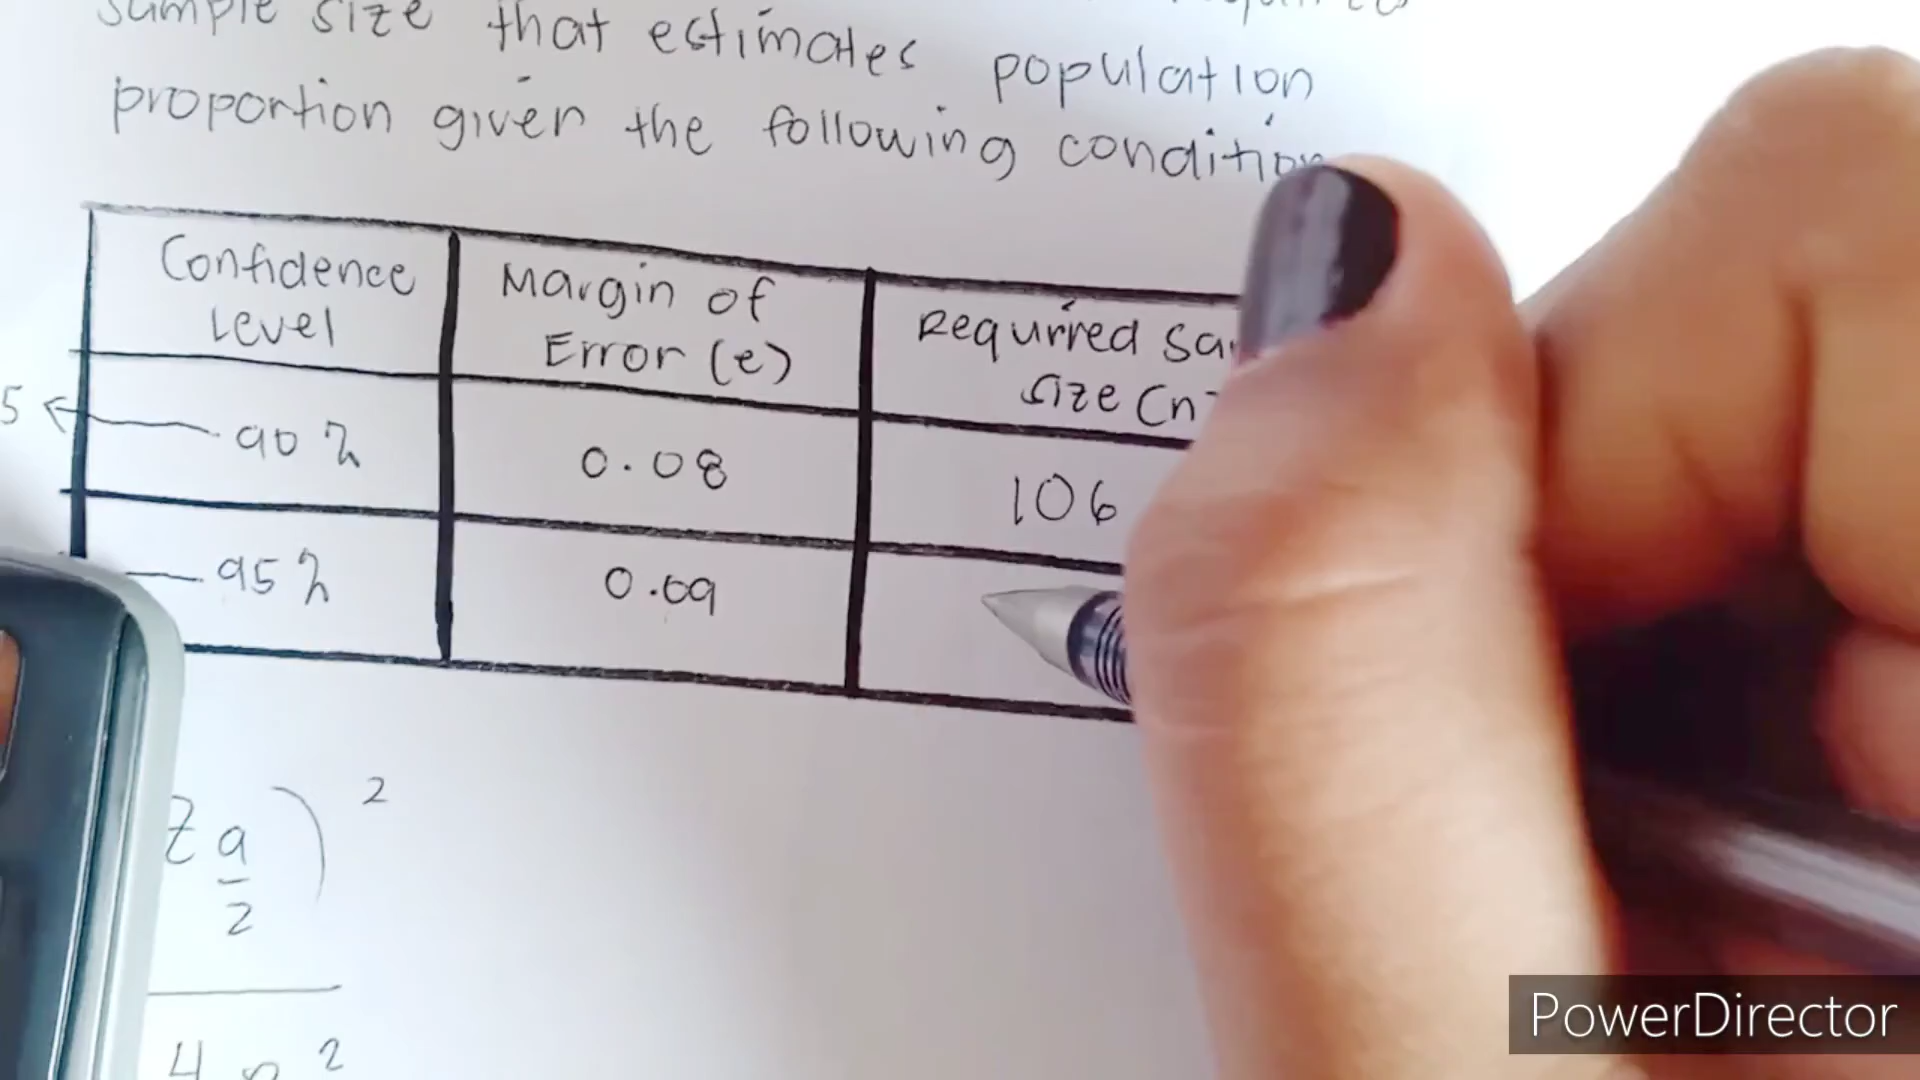 sample size that estimates population
proportion given the following condition
Confidence Level
Margin of Error (e)
Requried Sa
size (n
5
90 %
0.08
106
95 %
0.09
Z a 2
2
4 e 2
PowerDirector